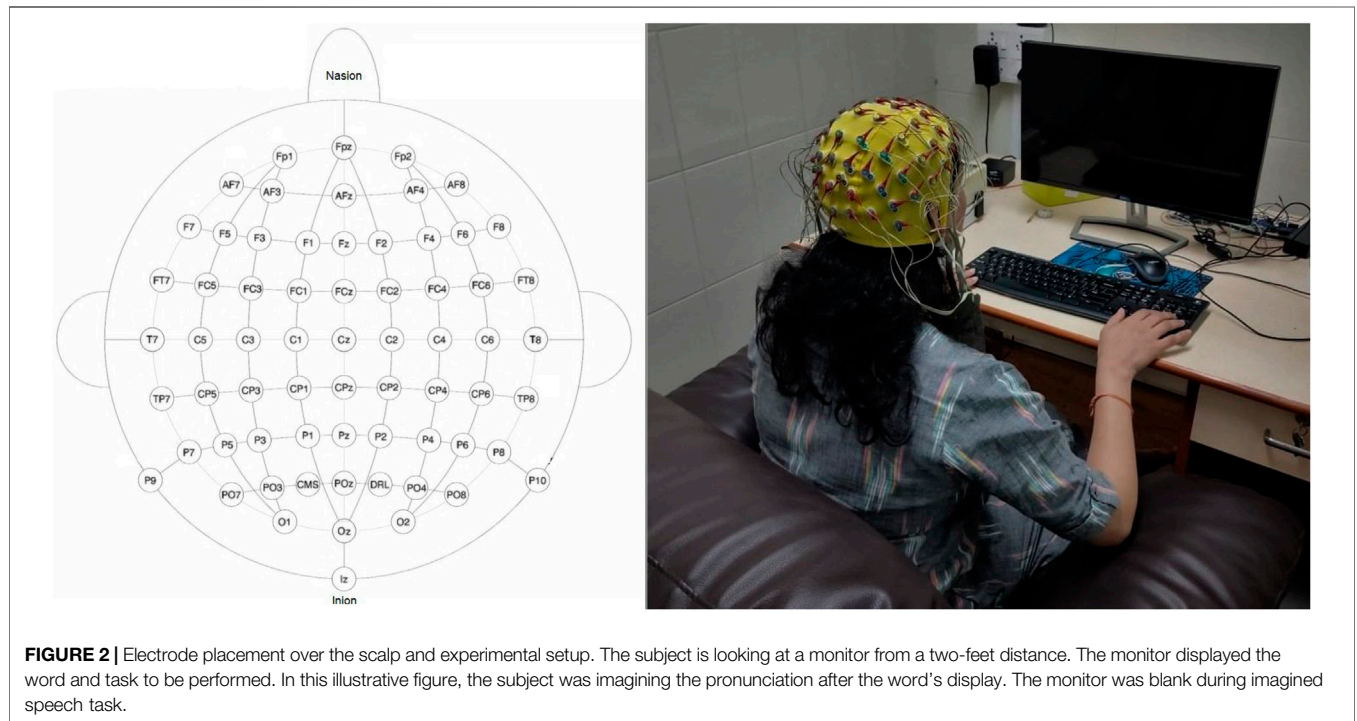 Nasion
Fp1 Fpz Fp2
AF7 AF3 AFz AF4 AF8
F7 F5 F3 F1 Fz F2 F4 F6 F8
FT7 FC5 FC3 FC1 FCz FC2 FC4 FC6 FT8
T7 C5 C3 C1 Cz C2 C4 C6 T8
TP7 CP5 CP3 CP1 CPz CP2 CP4 CP6 TP8
P7 P5 P3 P1 Pz P2 P4 P6 P8
P9 PO7 PO3 CMS POz DRL PO4 PO8 P10
O1 Oz O2
Iz
Inion
FIGURE 2 | Electrode placement over the scalp and experimental setup. The subject is looking at a monitor from a two-feet distance. The monitor displayed the
word and task to be performed. In this illustrative figure, the subject was imagining the pronunciation after the word's display. The monitor was blank during imagined
speech task.